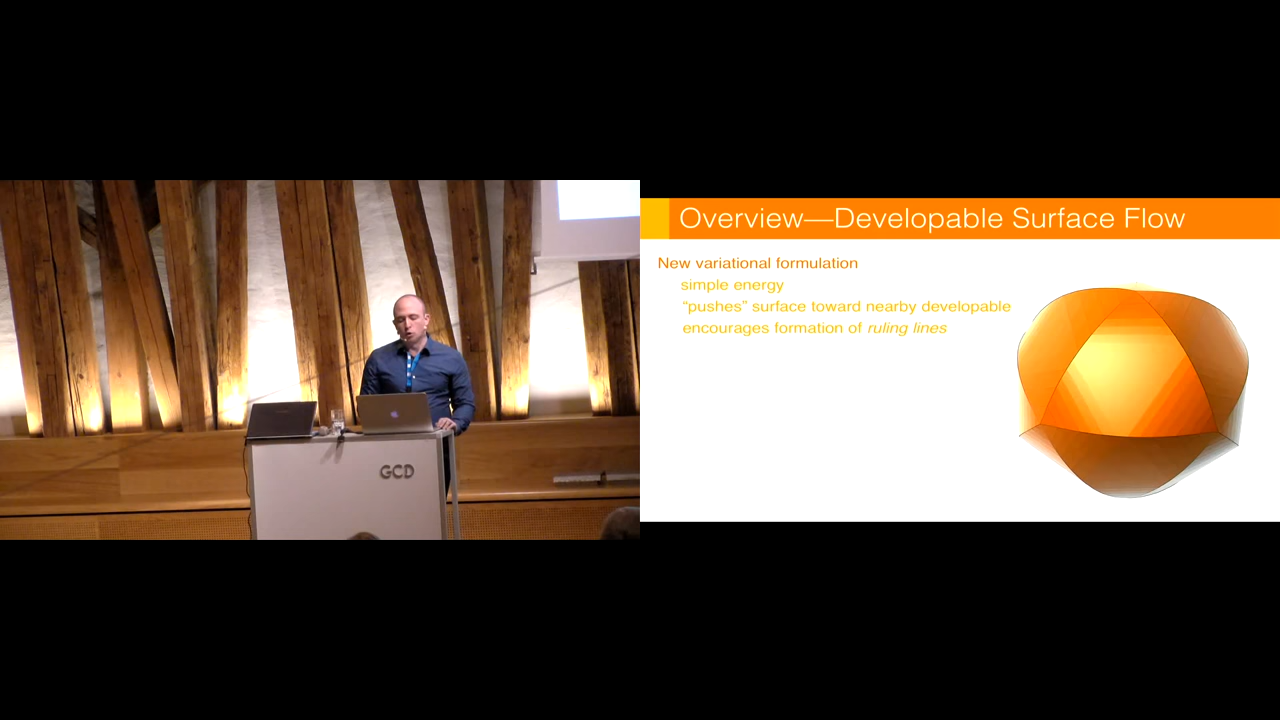 GCD
Overview—Developable Surface Flow
New variational formulation
simple energy
“pushes” surface toward nearby developable
encourages formation of ruling lines